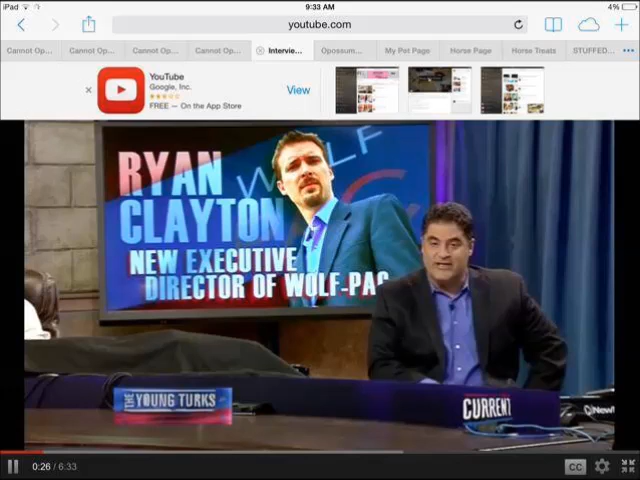 iPad
9:33 AM
4%
youtube.com
Cannot Op...
Cannot Op...
Cannot Op...
Cannot Op...
Intervie...
Opossum...
My Pet Page
Horse Page
Horse Treats
STUFFED...
YouTube
Google, Inc.
FREE — On the App Store
View
RYAN
CLAYTON
NEW EXECUTIVE
DIRECTOR OF WOLF-PAC
WOLF
THE YOUNG TURKS
CURRENT
0:26 / 6:33
CC